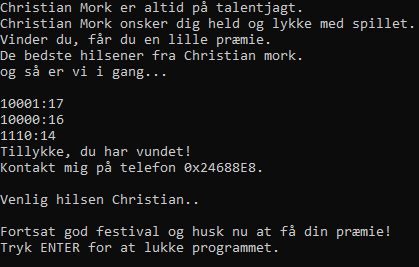 Christian Mork er altid på talentjagt.
Christian Mork onsker dig held og lykke med spillet.
Vinder du, får du en lille præmie.
De bedste hilsener fra Christian mork.
og så er vi i gang...
10001:17
10000:16
1110:14
Tillykke, du har vundet!
Kontakt mig på telefon 0x24688E8.
Venlig hilsen Christian..
Fortsat god festival og husk nu at få din præmie!
Tryk ENTER for at lukke programmet.